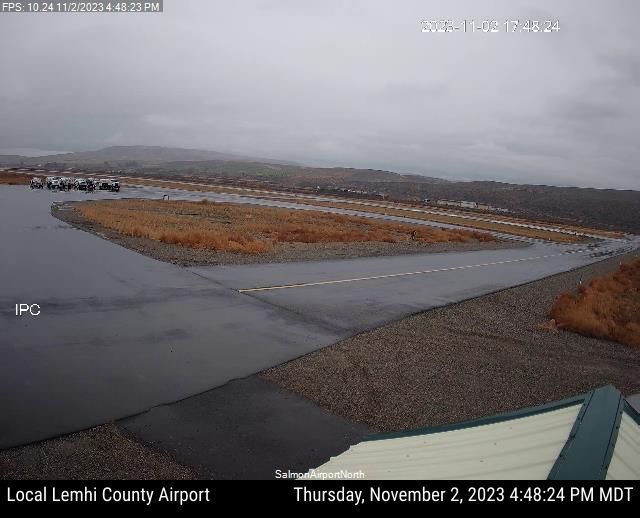 FPS: 10.24 11/2/2023 4:48:23 PM
2023-11-02 17:48:24
IPC
SalmonAirportNorth
Local Lemhi County Airport
Thursday, November 2, 2023 4:48:24 PM MDT